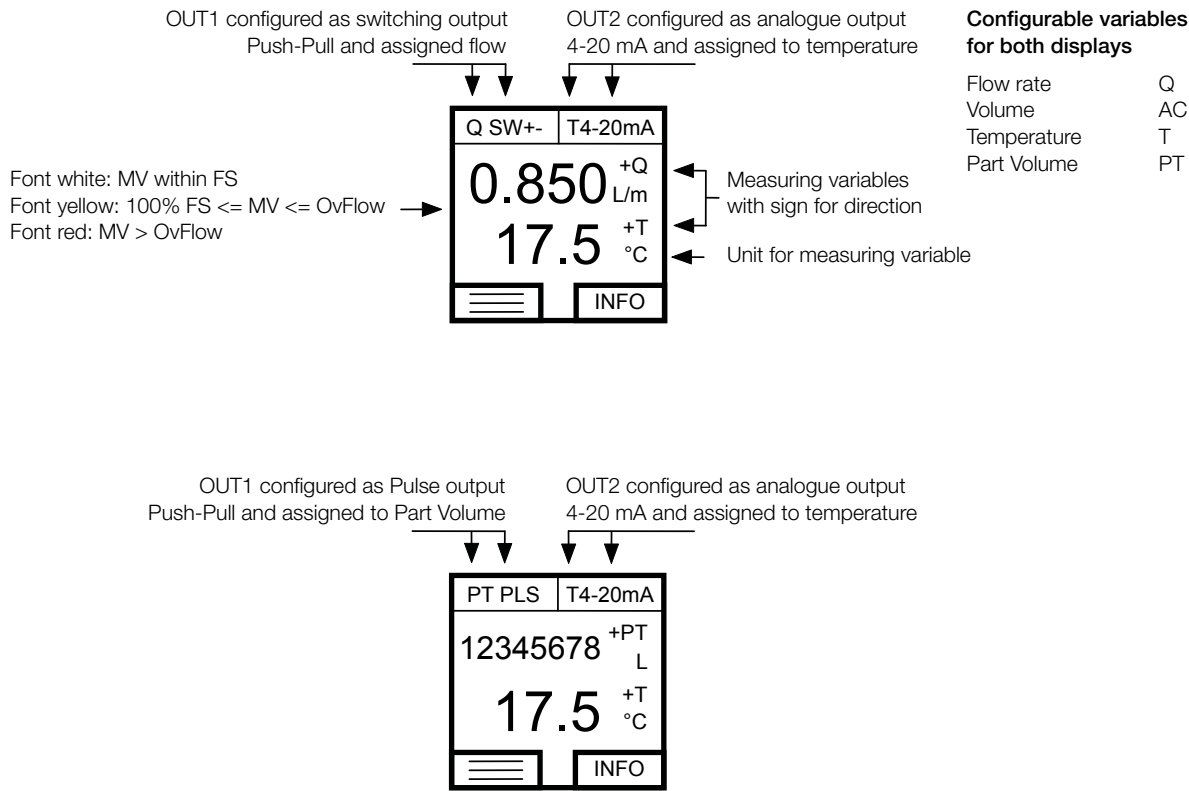 OUT1 configured as switching output
Push-Pull and assigned flow
OUT2 configured as analogue output
4-20 mA and assigned to temperature
Configurable variables
for both displays
Flow rate Q
Volume AC
Temperature T
Part Volume PT
Q SW+- T4-20mA
0.850 +Q
L/m
17.5 +T
°C
INFO
Font white: MV within FS
Font yellow: 100% FS <= MV <= OvFlow
Font red: MV > OvFlow
Measuring variables
with sign for direction
Unit for measuring variable
OUT1 configured as Pulse output
Push-Pull and assigned to Part Volume
OUT2 configured as analogue output
4-20 mA and assigned to temperature
PT PLS T4-20mA
12345678 +PT
L
17.5 +T
°C
INFO